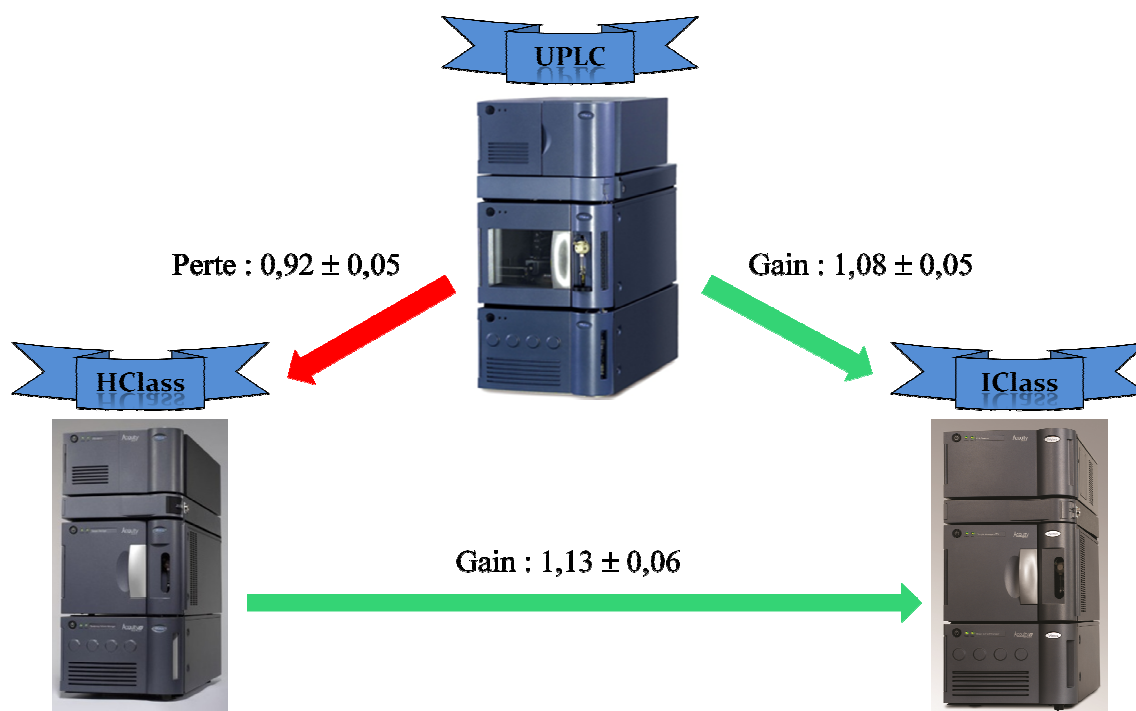 UPLC
Perte : 0,92 ± 0,05
Gain : 1,08 ± 0,05
HClass
IClass
Gain : 1,13 ± 0,06